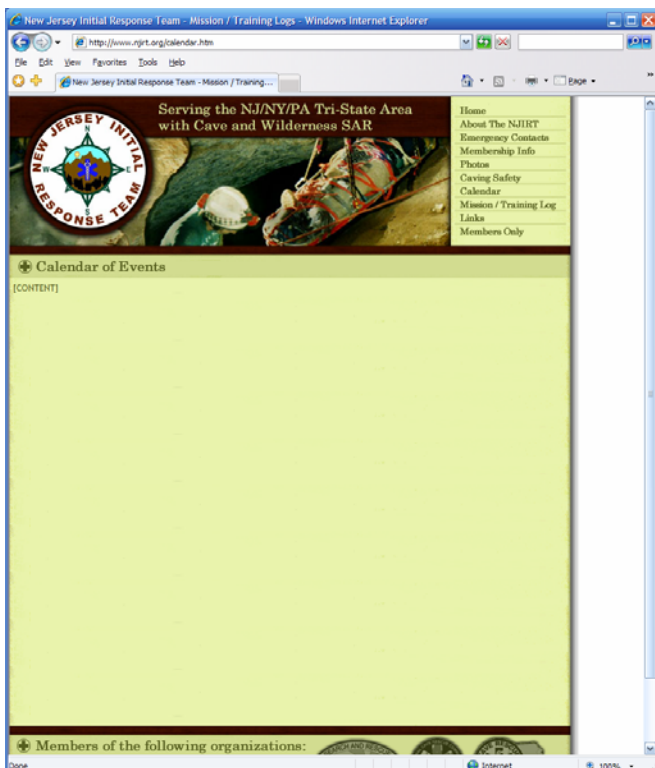 New Jersey Initial Response Team - Mission / Training Logs - Windows Internet Explorer
http://www.njrt.org/calendar.htm
File Edit View Favorites Tools Help
New Jersey Initial Response Team - Mission / Training...
Page
NEW JERSEY INITIAL
RESPONSE TEAM
N
W E
S
Serving the NJ/NY/PA Tri-State Area
with Cave and Wilderness SAR
Home
About The NJIRT
Emergency Contacts
Membership Info
Photos
Caving Safety
Calendar
Mission / Training Log
Links
Members Only
Calendar of Events
[CONTENT]
Members of the following organizations:
Done
Internet
100%